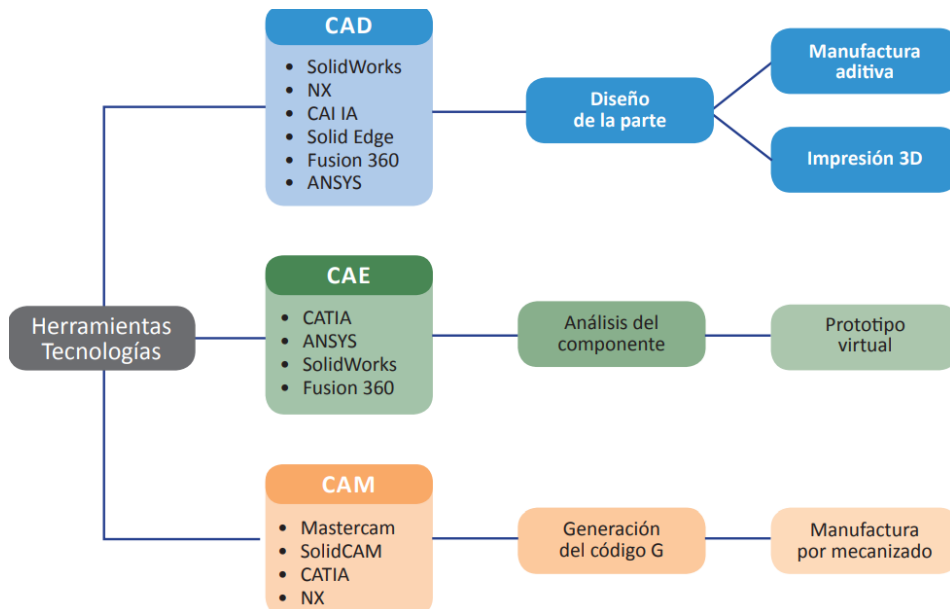 CAD
• SolidWorks
• NX
• CAI IA
• Solid Edge
• Fusion 360
• ANSYS
Diseño
de la parte
Manufactura
aditiva
Impresión 3D
Herramientas
Tecnologías
CAE
• CATIA
• ANSYS
• SolidWorks
• Fusion 360
Análisis del
componente
Prototipo
virtual
CAM
• Mastercam
• SolidCAM
• CATIA
• NX
Generación
del código G
Manufactura
por mecanizado